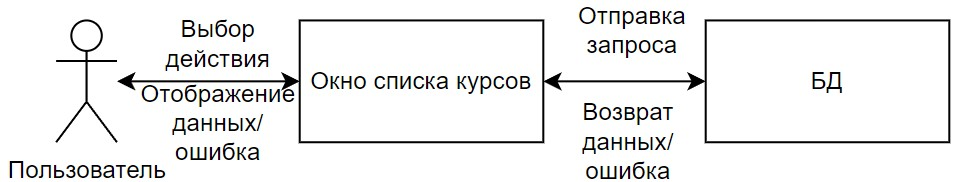 Выбор
действия
Отображение
данных/
ошибка
Пользователь
Окно списка курсов
Отправка
запроса
Возврат
данных/
ошибка
БД